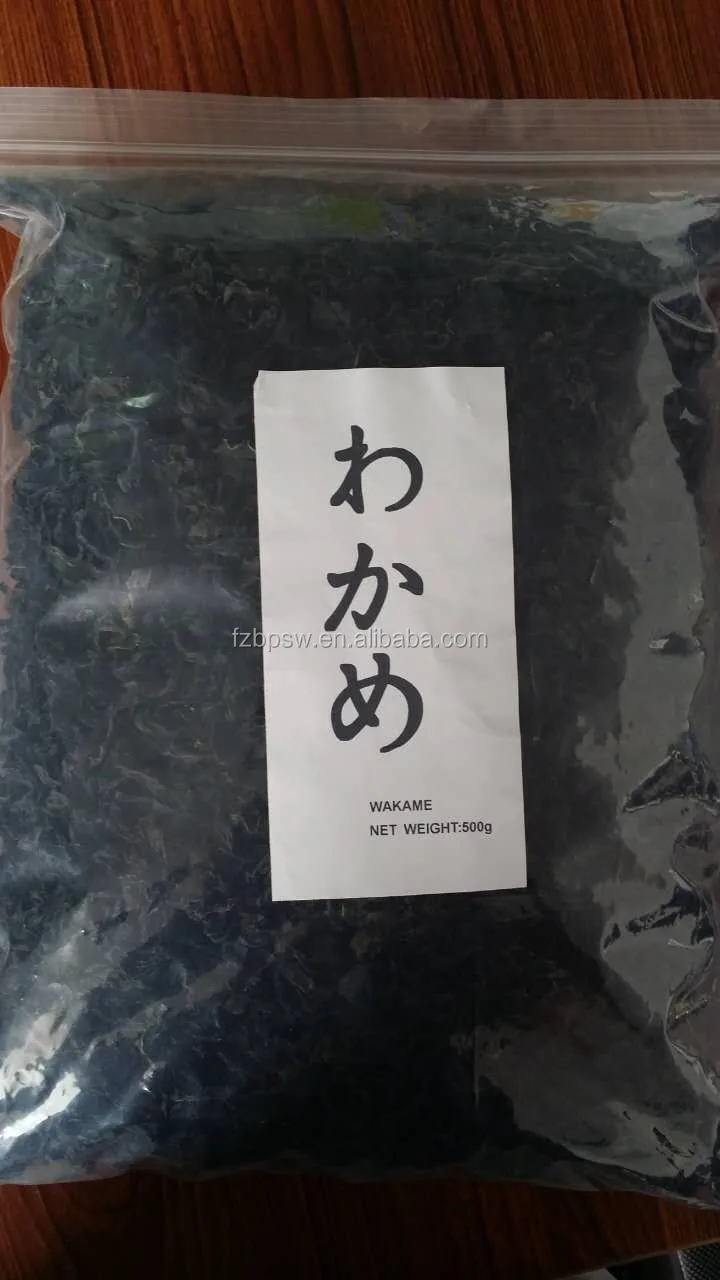 わかめ
fzbpsw.en.alibaba.com
WAKAME
NET WEIGHT:500g